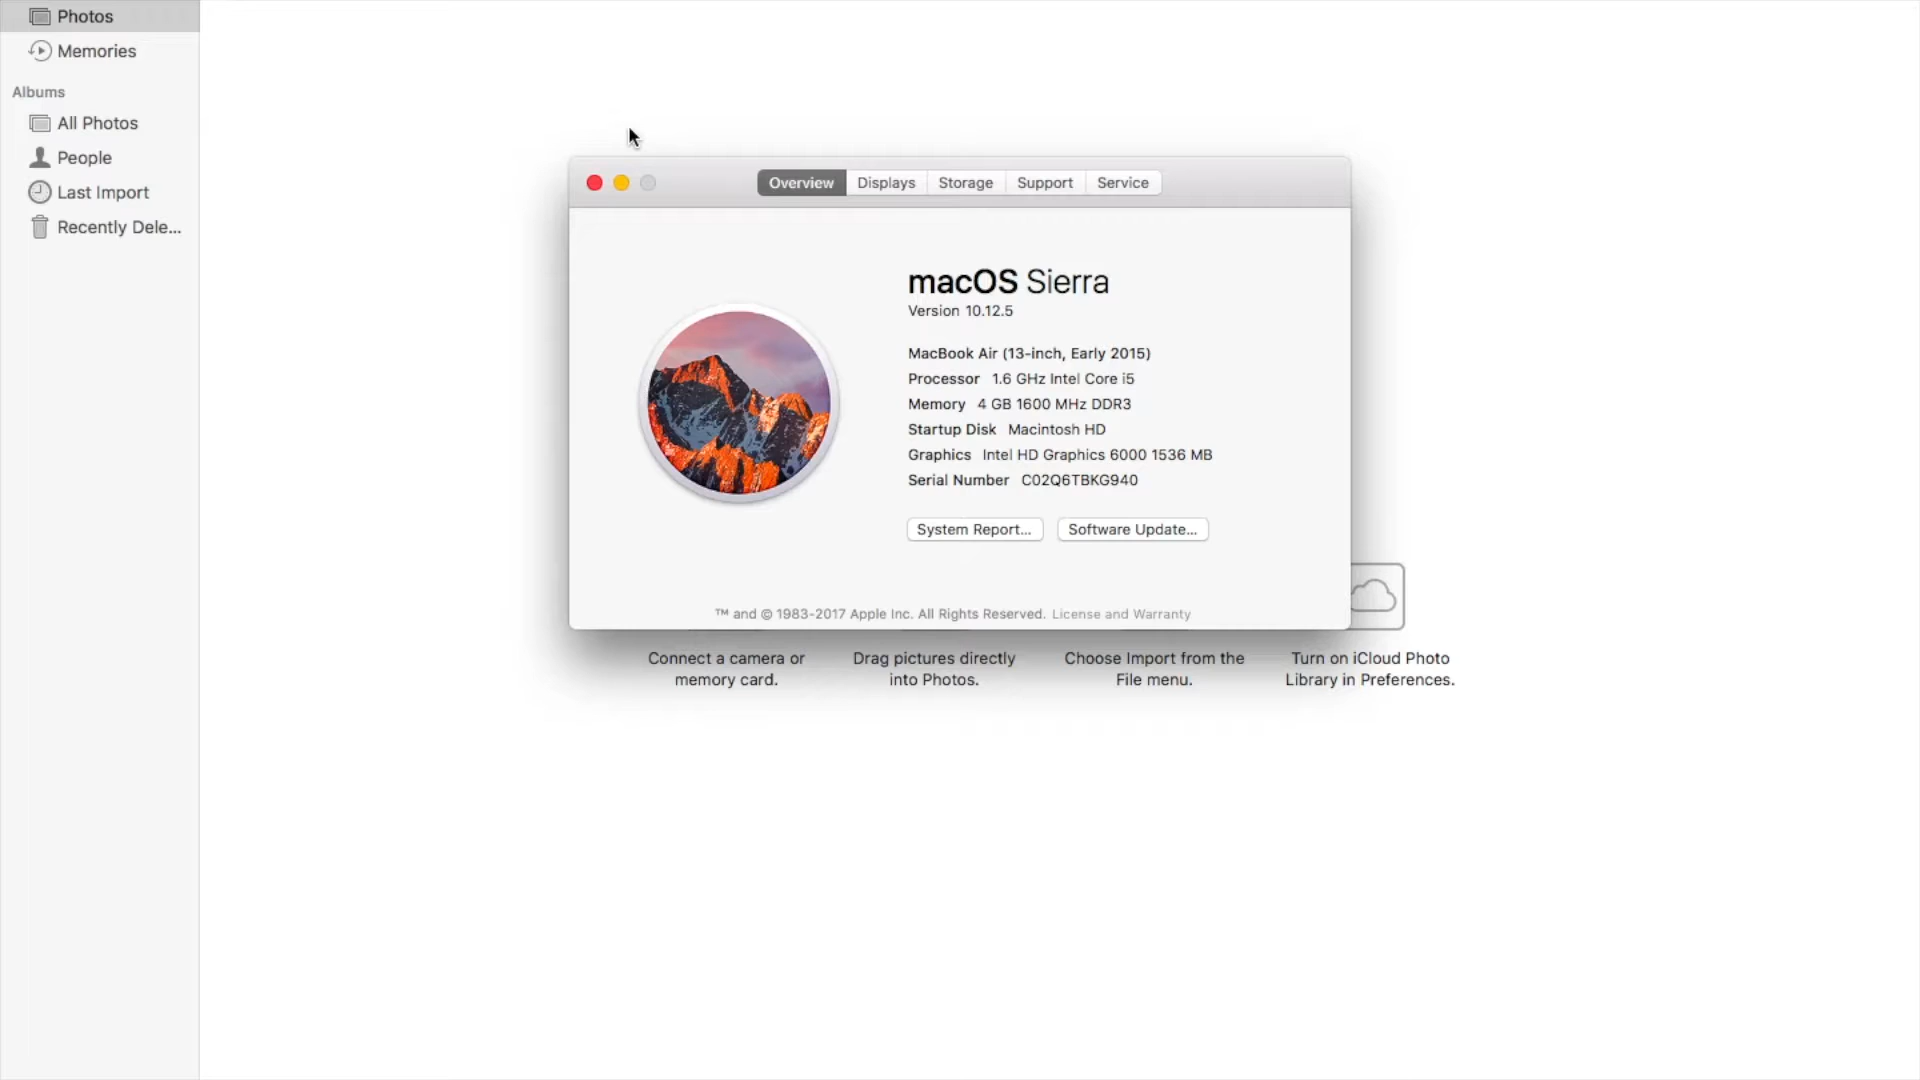 Photos
Memories
Albums
All Photos
People
Last Import
Recently Dele...
Overview Displays Storage Support Service
macOS Sierra
Version 10.12.5
MacBook Air (13-inch, Early 2015)
Processor 1.6 GHz Intel Core i5
Memory 4 GB 1600 MHz DDR3
Startup Disk Macintosh HD
Graphics Intel HD Graphics 6000 1536 MB
Serial Number C02Q6TBKG940
System Report... Software Update...
™ and © 1983-2017 Apple Inc. All Rights Reserved. License and Warranty
Connect a camera or
memory card.
Drag pictures directly
into Photos.
Choose Import from the
File menu.
Turn on iCloud Photo
Library in Preferences.